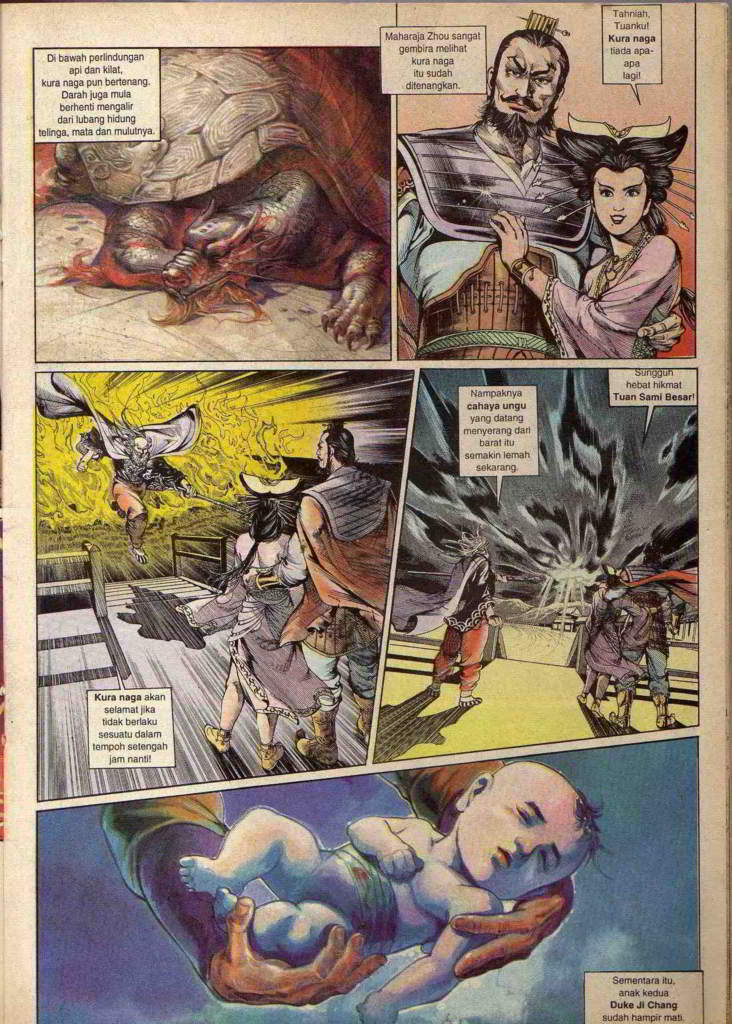 Di bawah perlindungan
api dan kilat,
kura naga pun bertenang.
Darah juga mula
berhenti mengalir
dari lubang hidung
telinga, mata dan mulutnya.
Maharaja Zhou sangat
gembira melihat
kura naga
itu sudah
ditenangkan.
Tahniah,
Tuanku!
Kura naga
tiada apa-
apa
lagi!
Kura naga akan
selamat jika
tidak berlaku
sesuatu dalam
tempoh setengah
jam nanti!
Nampaknya
cahaya ungu
yang datang
menyerang dari
barat itu
semakin lemah
sekarang.
Sungguh
hebat hikmat
Tuan Sami Besar!
Sementara itu,
anak kedua
Duke Ji Chang
sudah hampir mati.